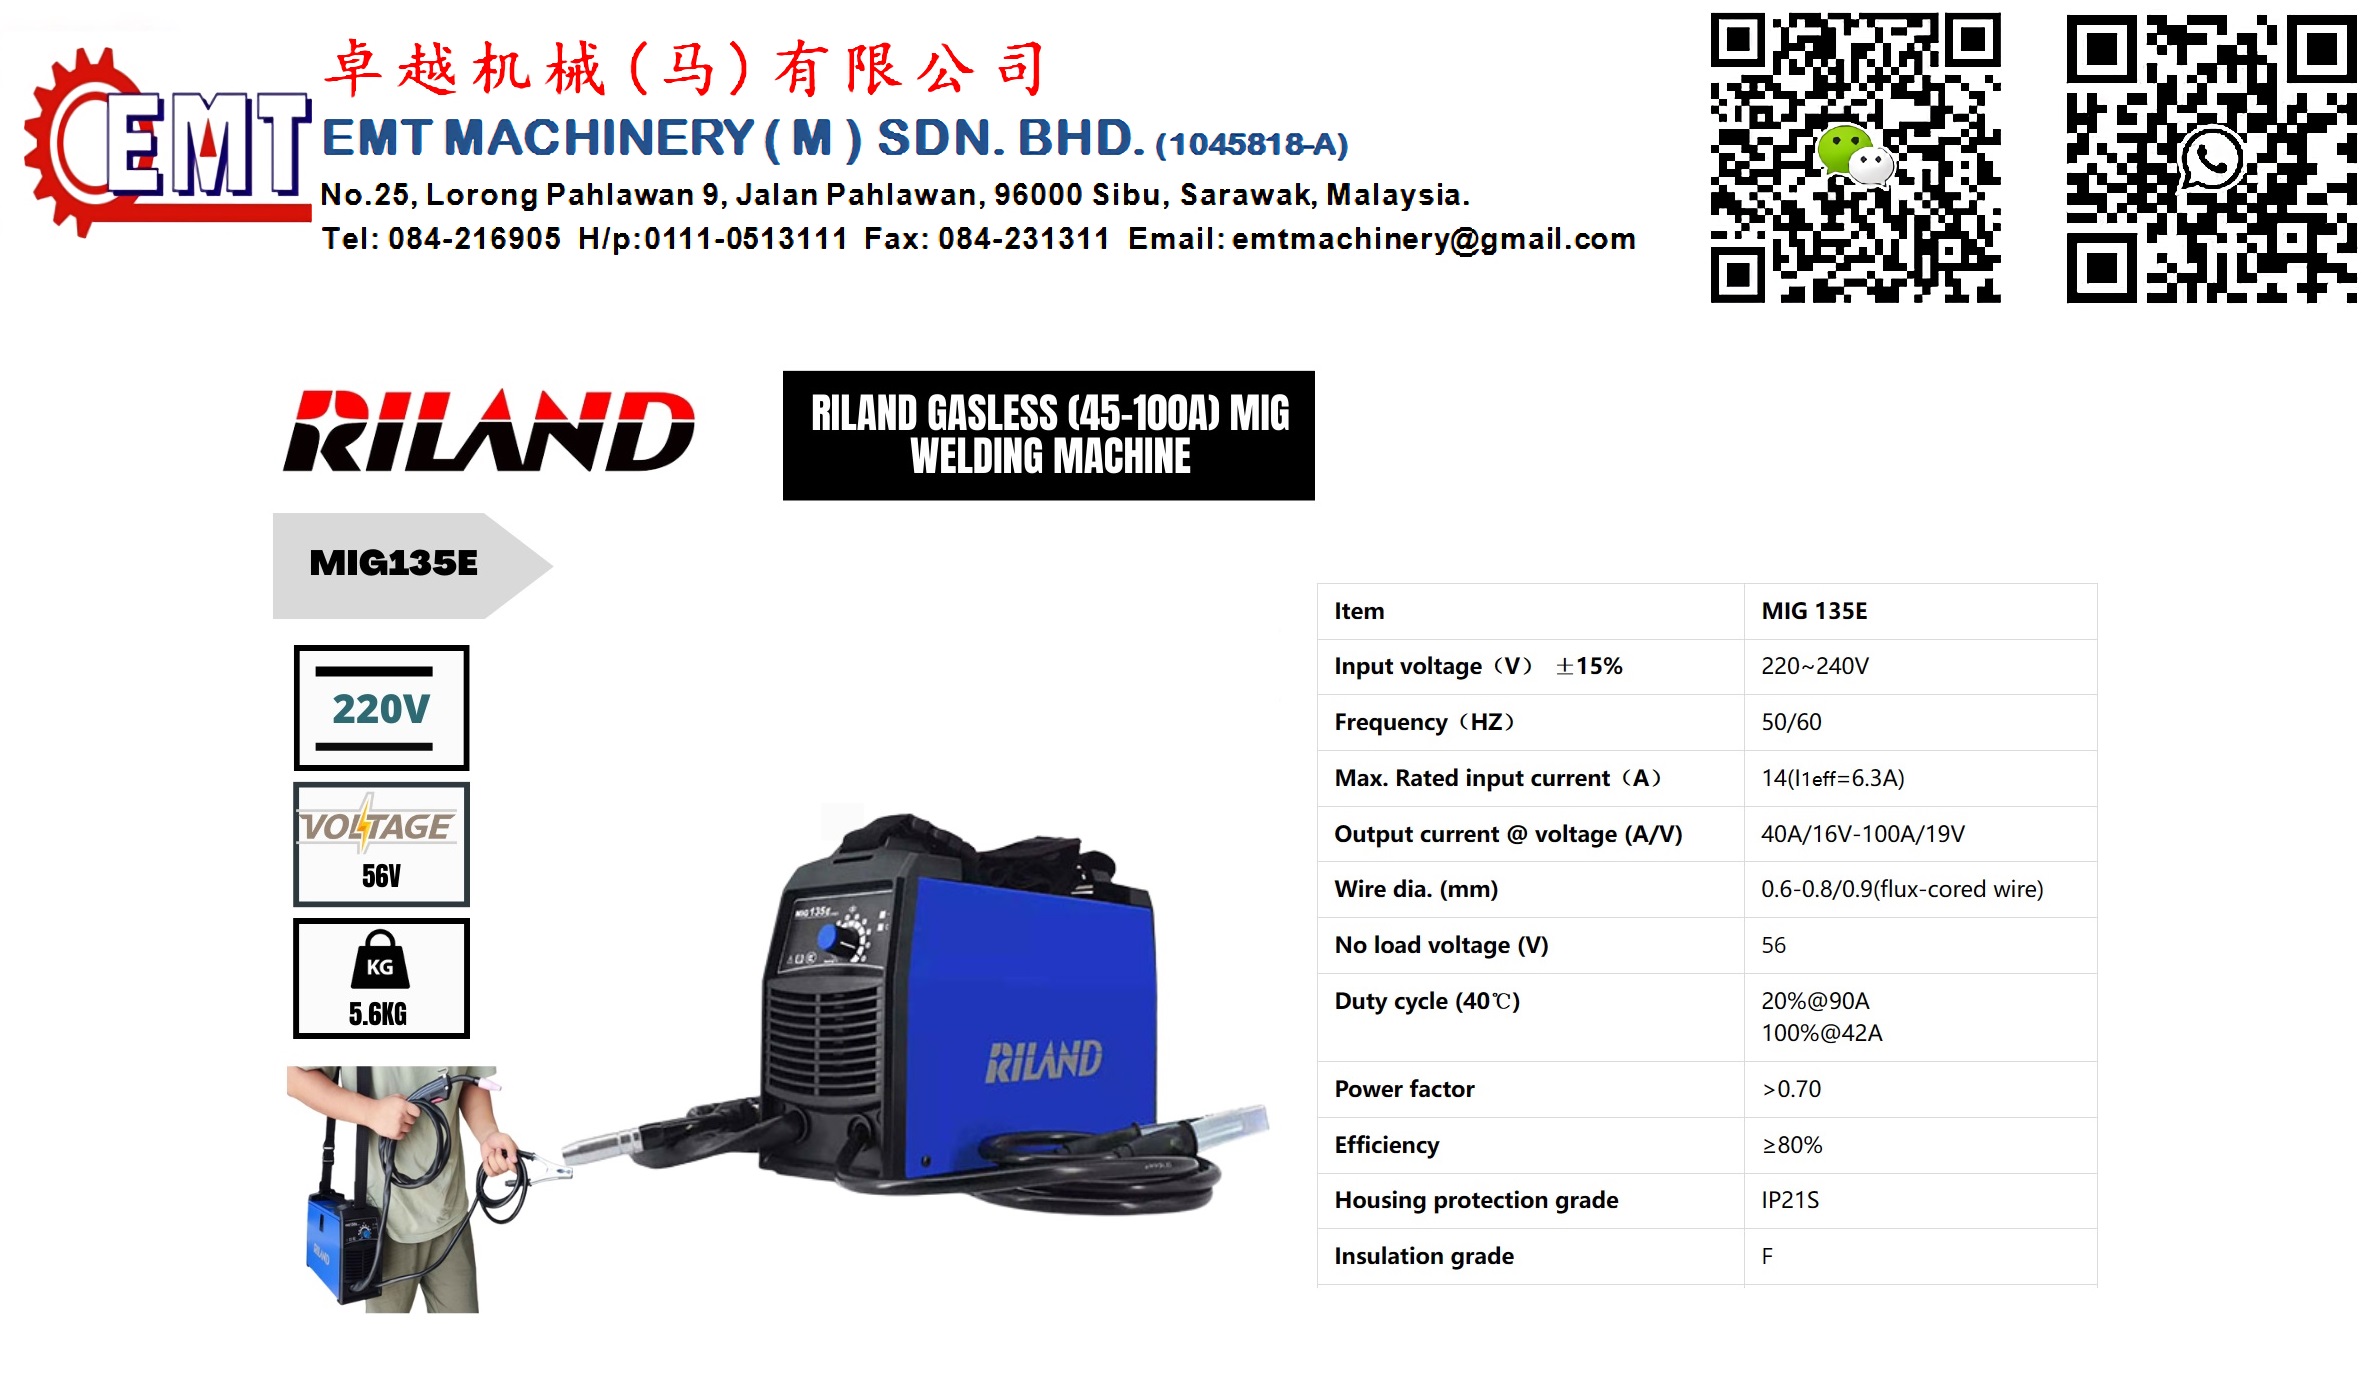 卓越机械(马)有限公司
EMT
EMT MACHINERY ( M ) SDN. BHD. (1045818-A)
No.25, Lorong Pahlawan 9, Jalan Pahlawan, 96000 Sibu, Sarawak, Malaysia.
Tel: 084-216905 H/p:0111-0513111 Fax: 084-231311 Email: emtmachinery@gmail.com
RILAND
RILAND GASLESS (45-100A) MIG
WELDING MACHINE
MIG135E
220V
VOLTAGE
56V
KG
5.6KG
MIG135E
RILAND
RILAND
Item MIG 135E
Input voltage（V） ±15% 220~240V
Frequency（HZ） 50/60
Max. Rated input current（A） 14(I1eff=6.3A)
Output current @ voltage (A/V) 40A/16V-100A/19V
Wire dia. (mm) 0.6-0.8/0.9(flux-cored wire)
No load voltage (V) 56
Duty cycle (40℃) 20%@90A
100%@42A
Power factor >0.70
Efficiency ≥80%
Housing protection grade IP21S
Insulation grade F